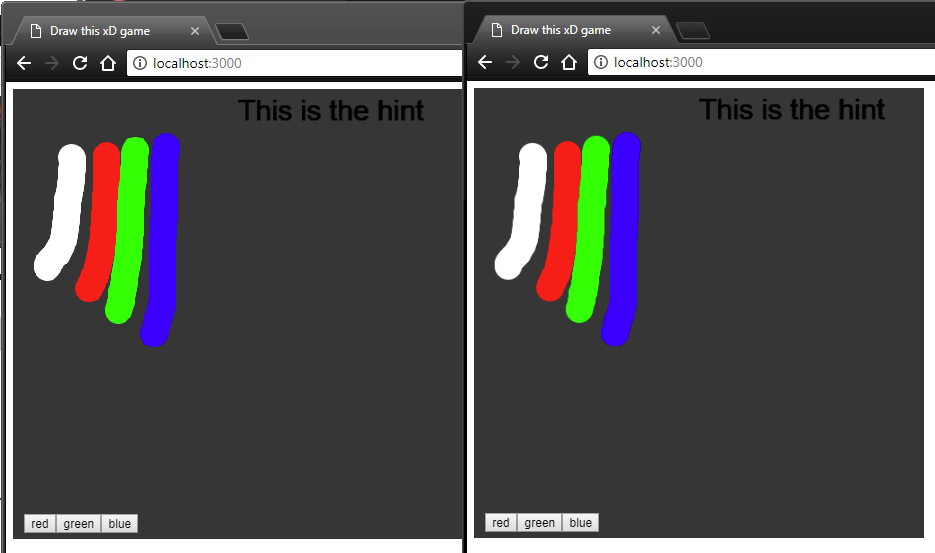 Draw this xD game
localhost:3000
This is the hint
red green blue
Draw this xD game
localhost:3000
This is the hint
red green blue